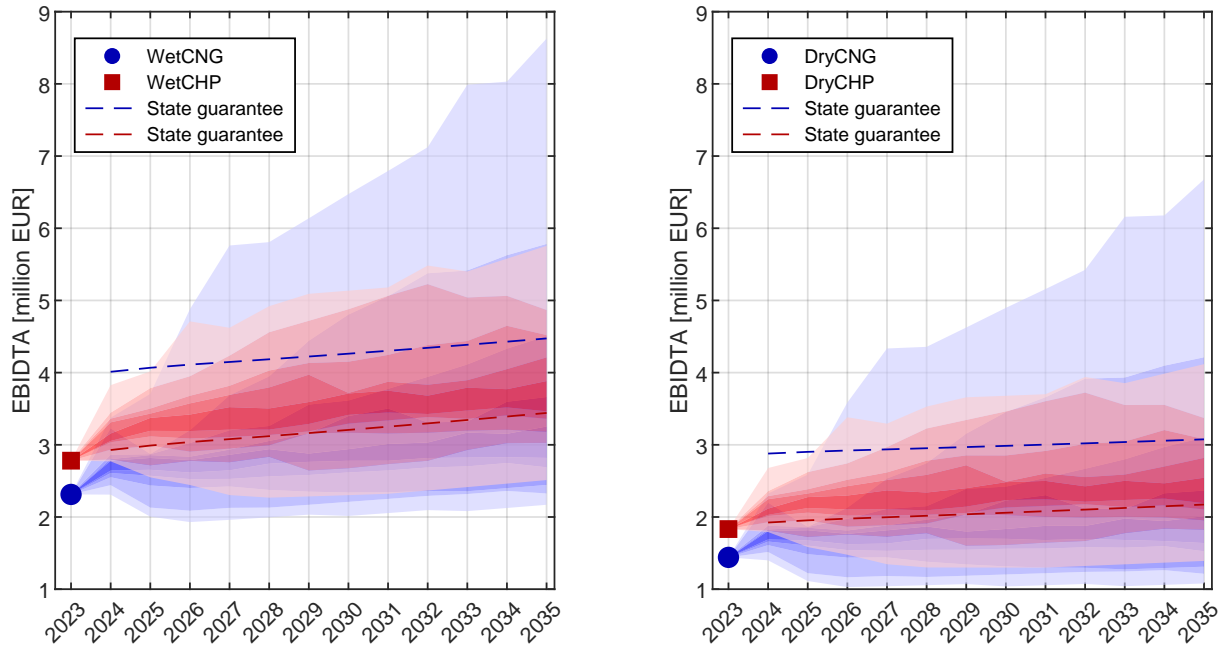 9
8
7
6
5
4
3
2
1
EBIDTA [million EUR]
WetCNG
WetCHP
State guarantee
State guarantee
2023 2024 2025 2026 2027 2028 2029 2030 2031 2032 2033 2034 2035
9
8
7
6
5
4
3
2
1
EBIDTA [million EUR]
DryCNG
DryCHP
State guarantee
State guarantee
2023 2024 2025 2026 2027 2028 2029 2030 2031 2032 2033 2034 2035